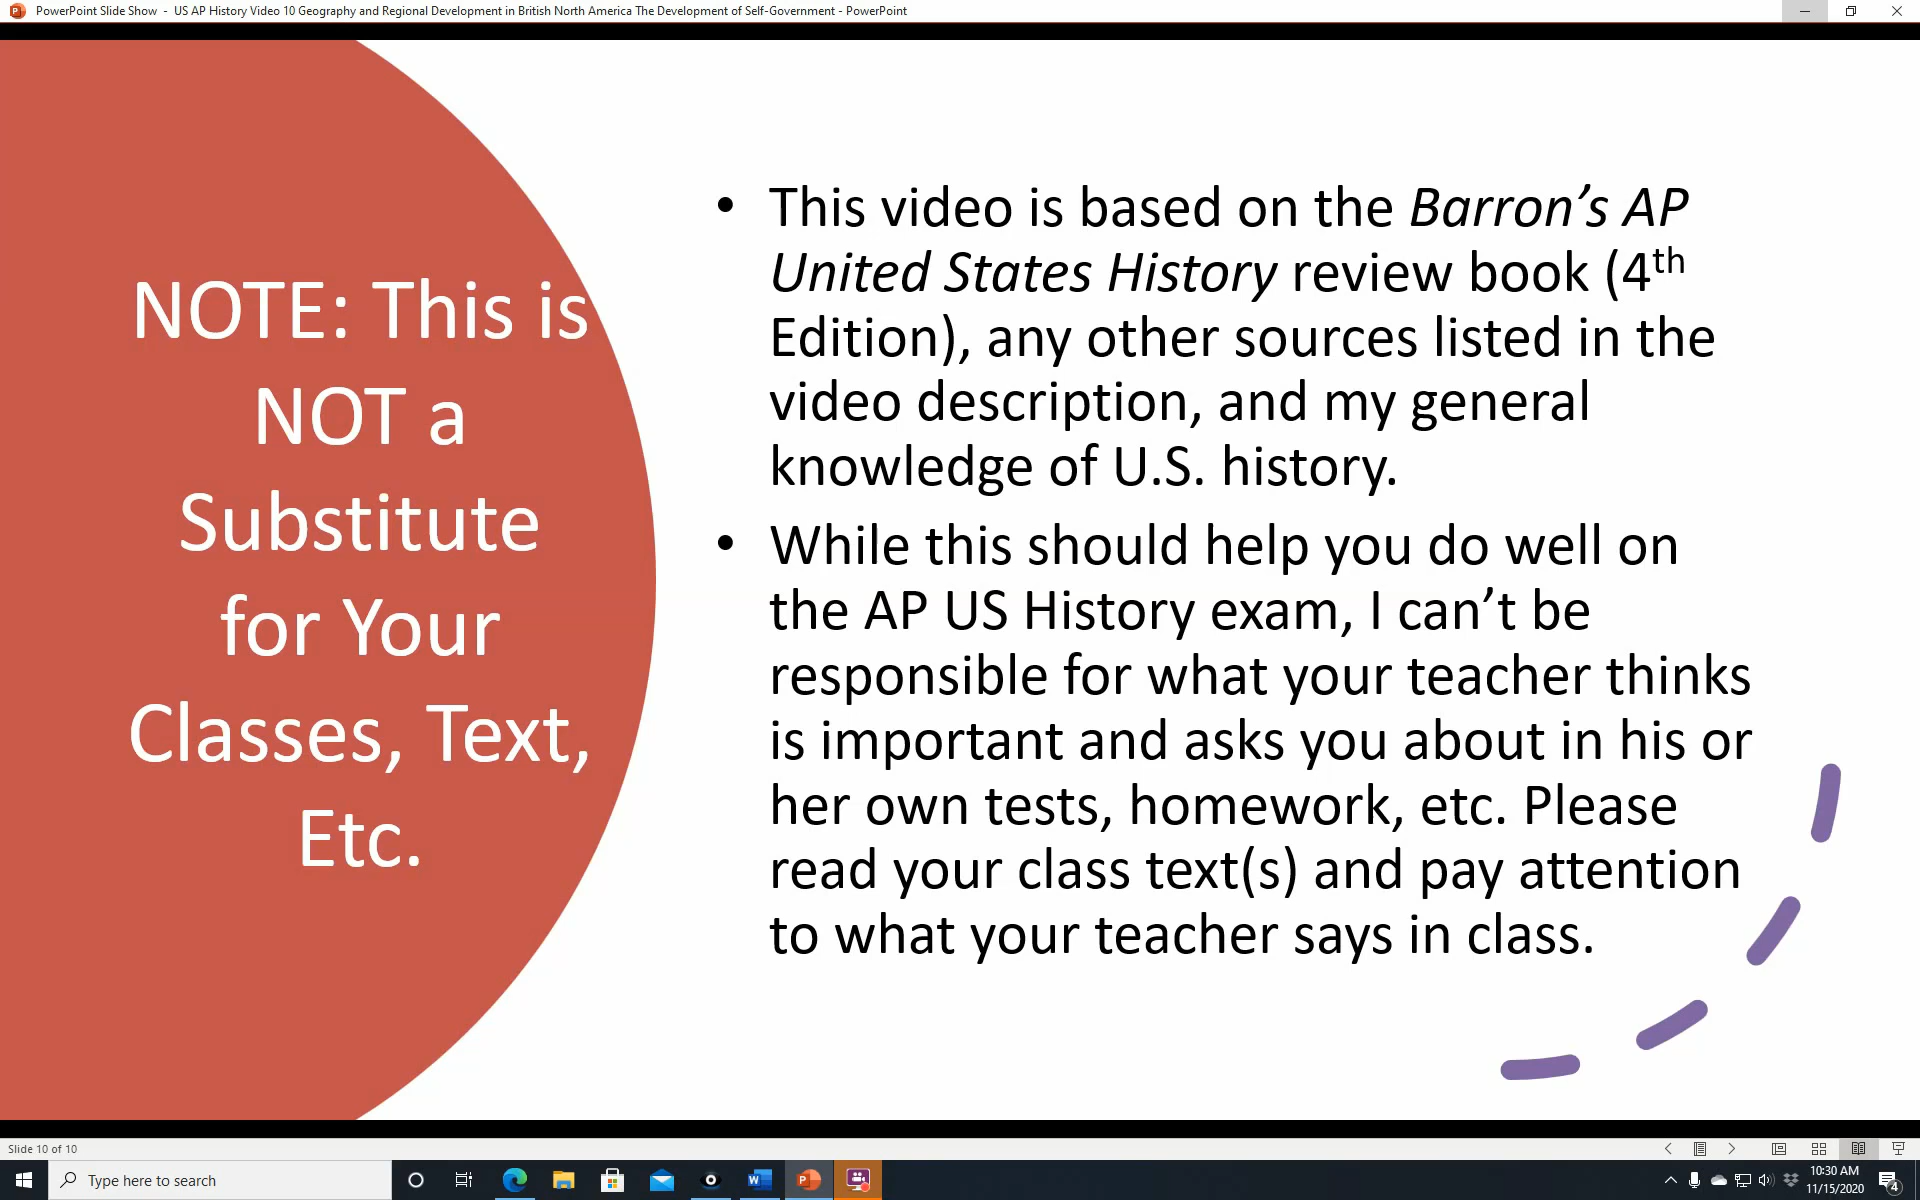 PowerPoint Slide Show - US AP History Video 10 Geography and Regional Development in British North America The Development of Self-Government - PowerPoint
NOTE: This is
NOT a
Substitute
for Your
Classes, Text,
Etc.
• This video is based on the Barron’s AP
United States History review book (4th
Edition), any other sources listed in the
video description, and my general
knowledge of U.S. history.
• While this should help you do well on
the AP US History exam, I can’t be
responsible for what your teacher thinks
is important and asks you about in his or
her own tests, homework, etc. Please
read your class text(s) and pay attention
to what your teacher says in class.
Slide 10 of 10
Type here to search
10:30 AM
11/15/2020
4